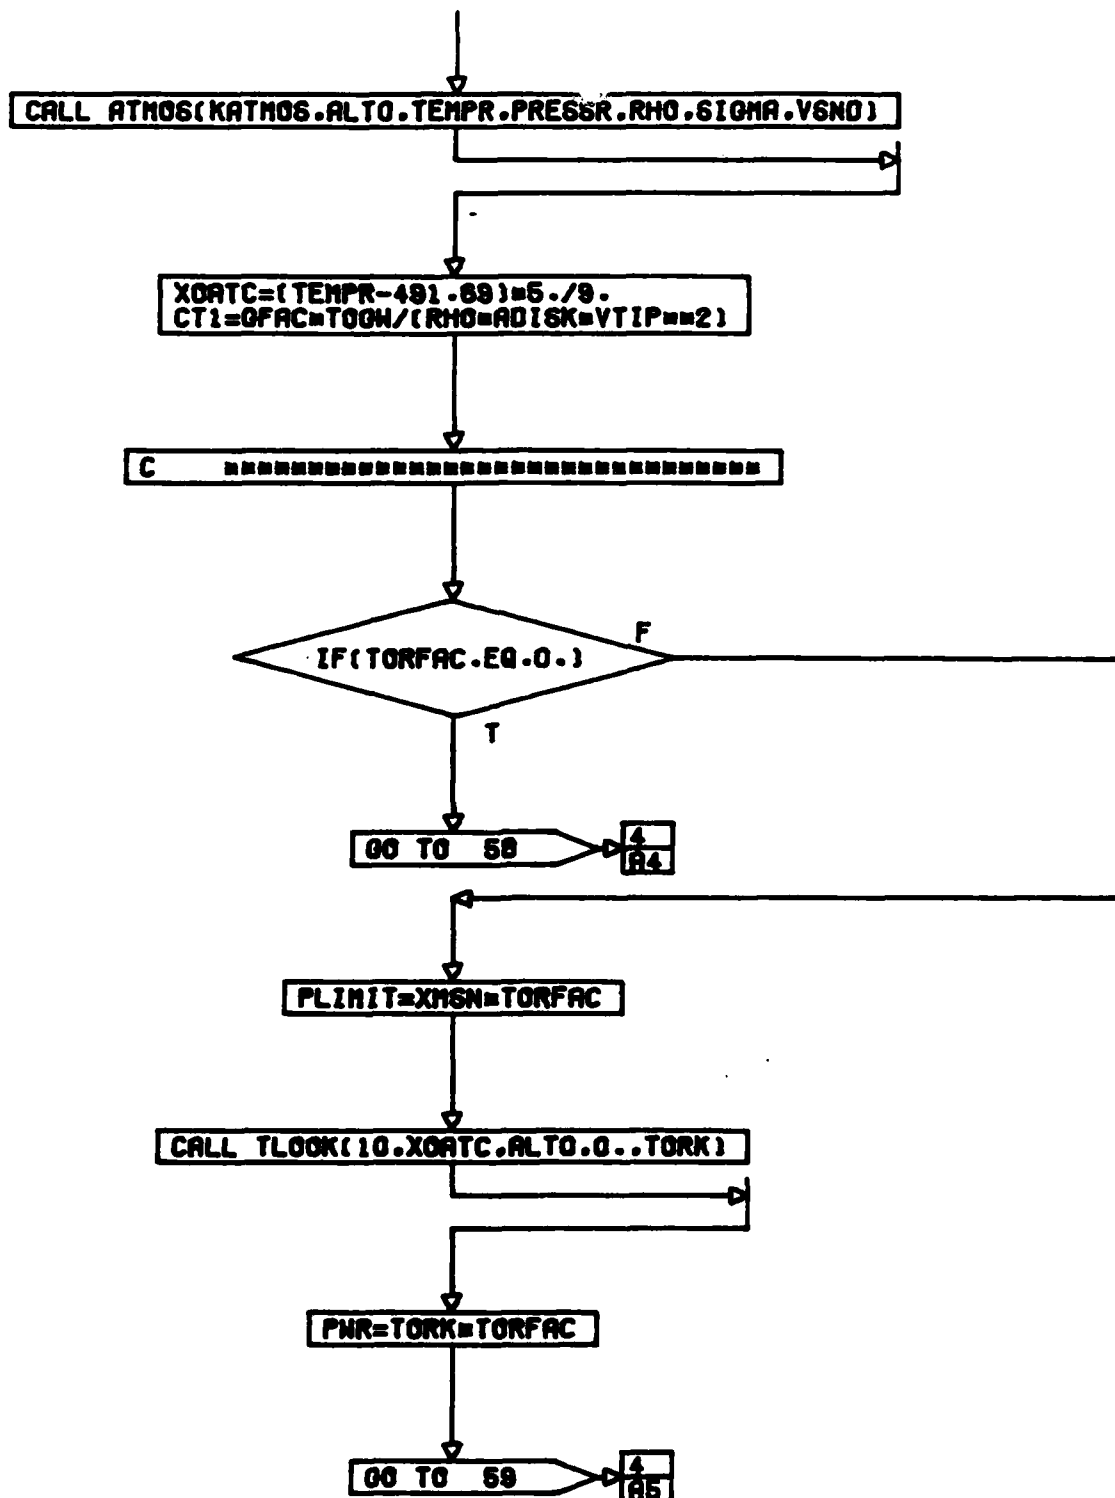 CALL ATMOS(KATMOS.ALTO.TEMPR.PRESSR.RHO.SIGMA.VSND)
XOATC=(TEMPR-491.69)*5./9.
CT1=GFAC*TOGW/(RHO*ADISK*VTIP**2)
C ********************************
IF(TORFAC.EQ.0.)
F
T
GO TO 58
4
A4
PLIMIT=XMSN*TORFAC
CALL TLOOK(10.XOATC.ALTO.0..TORK)
PWR=TORK*TORFAC
GO TO 59
4
A5